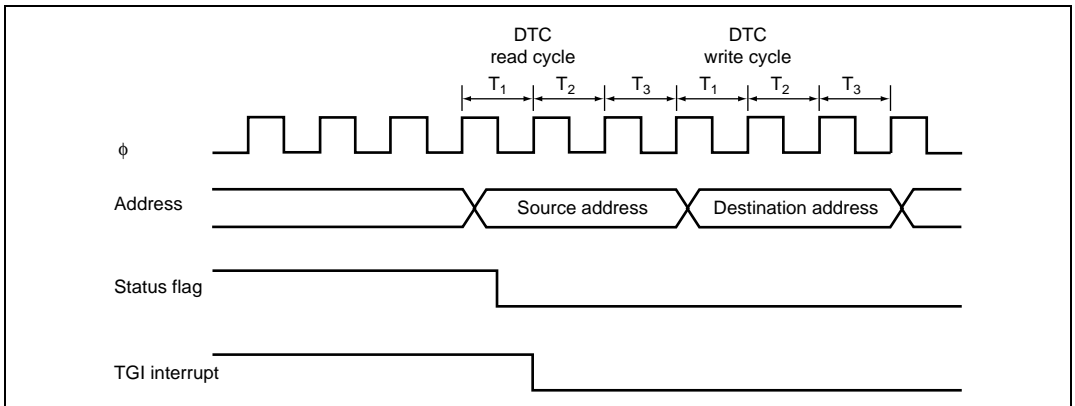 DTC DTC
read cycle write cycle
T₁ T₂ T₃ T₁ T₂ T₃
ϕ
Address Source address Destination address
Status flag
TGI interrupt